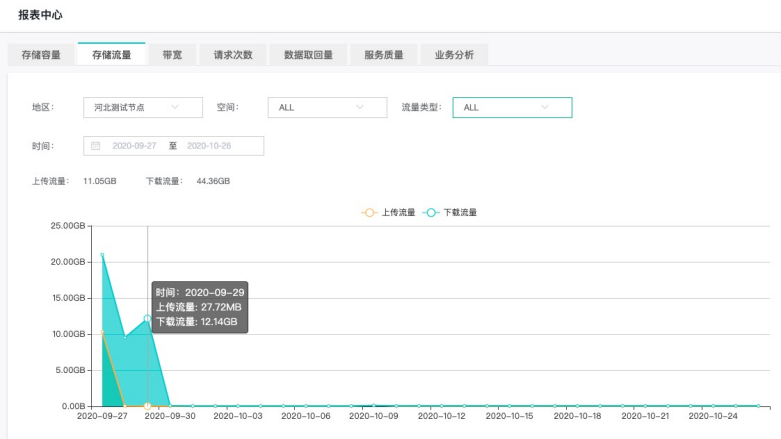 报表中心
存储容量 存储流量 带宽 请求次数 数据取回量 服务质量 业务分析
地区： 河北测试节点 空间： ALL 流量类型： ALL
时间： 2020-09-27 至 2020-10-26
上传流量： 11.05GB 下载流量： 44.36GB
上传流量 下载流量
25.00GB
20.00GB
15.00GB
10.00GB
5.00GB
0.00B
时间：2020-09-29
上传流量: 27.72MB
下载流量: 12.14GB
2020-09-27 2020-09-30 2020-10-03 2020-10-06 2020-10-09 2020-10-12 2020-10-15 2020-10-18 2020-10-21 2020-10-24